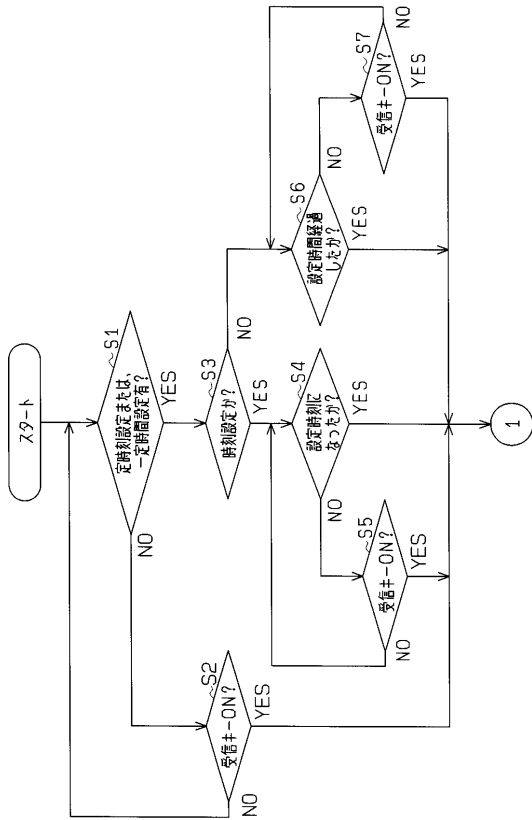 スタート
S1
定時刻設定または、
一定時間設定有?
NO
YES
S2
受信キーON?
NO
YES
S3
時刻設定か?
NO
YES
S4
設定時刻に
なったか?
NO
YES
S5
受信キーON?
NO
YES
S6
設定時間経過
したか?
NO
YES
S7
受信キーON?
NO
YES
1